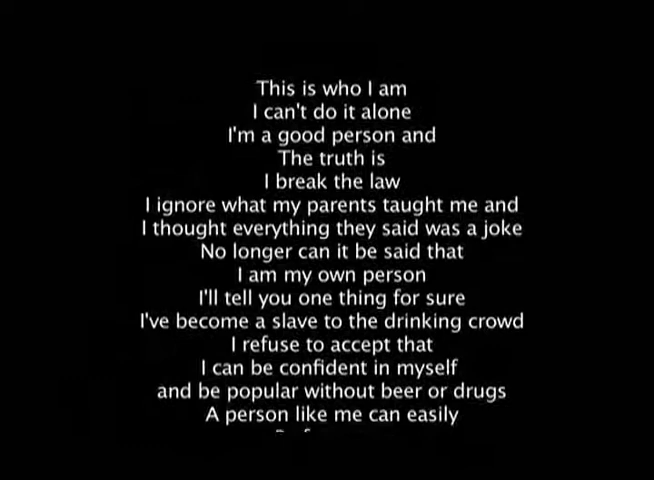 This is who I am
I can't do it alone
I'm a good person and
The truth is
I break the law
I ignore what my parents taught me and
I thought everything they said was a joke
No longer can it be said that
I am my own person
I'll tell you one thing for sure
I've become a slave to the drinking crowd
I refuse to accept that
I can be confident in myself
and be popular without beer or drugs
A person like me can easily